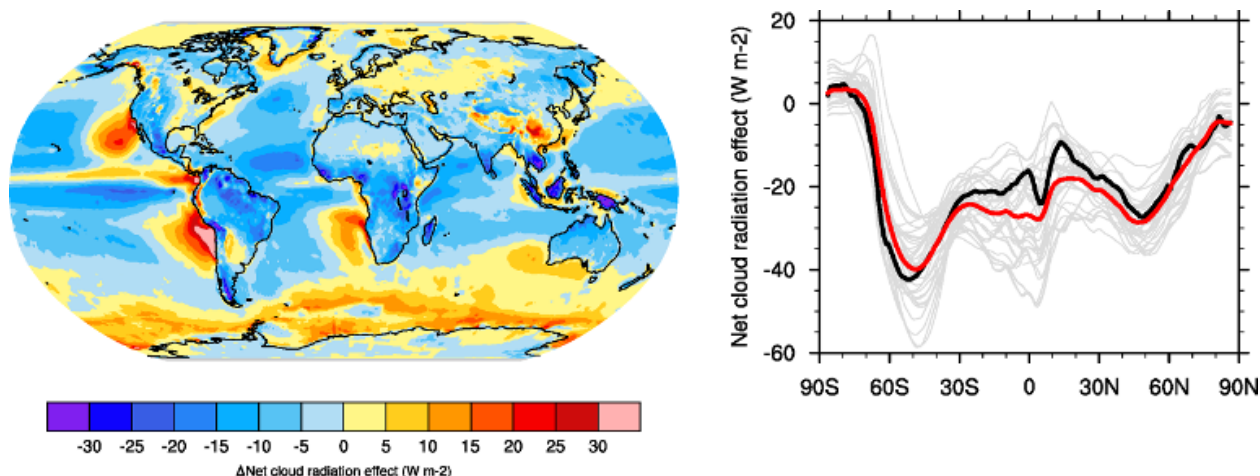 -30 -25 -20 -15 -10 -5 0 5 10 15 20 25 30
ΔNet cloud radiation effect (W m-2)
Net cloud radiation effect (W m-2)
20
0
-20
-40
-60
90S 60S 30S 0 30N 60N 90N